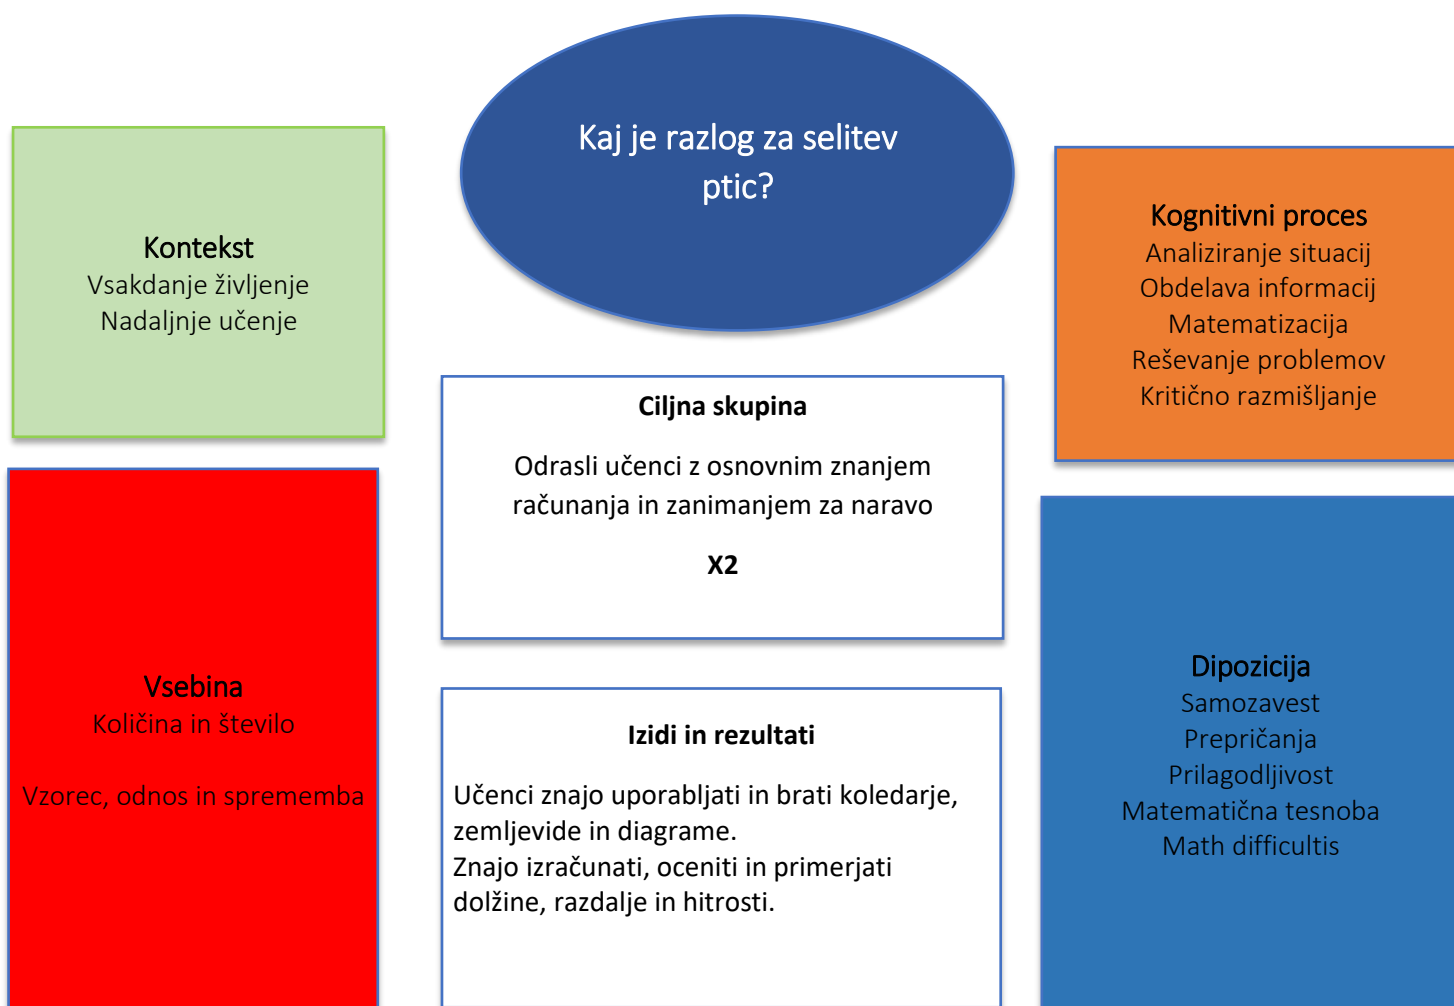 Kaj je razlog za selitev
ptic?
Kontekst
Vsakdanje življenje
Nadaljnje učenje
Kognitivni proces
Analiziranje situacij
Obdelava informacij
Matematizacija
Reševanje problemov
Kritično razmišljanje
Ciljna skupina
Odrasli učenci z osnovnim znanjem
računanja in zanimanjem za naravo
X2
Vsebina
Količina in število
Vzorec, odnos in sprememba
Izidi in rezultati
Učenci znajo uporabljati in brati koledarje,
zemljevide in diagrame.
Znajo izračunati, oceniti in primerjati
dolžine, razdalje in hitrosti.
Dipozicija
Samozavest
Prepričanja
Prilagodljivost
Matematična tesnoba
Math difficultis